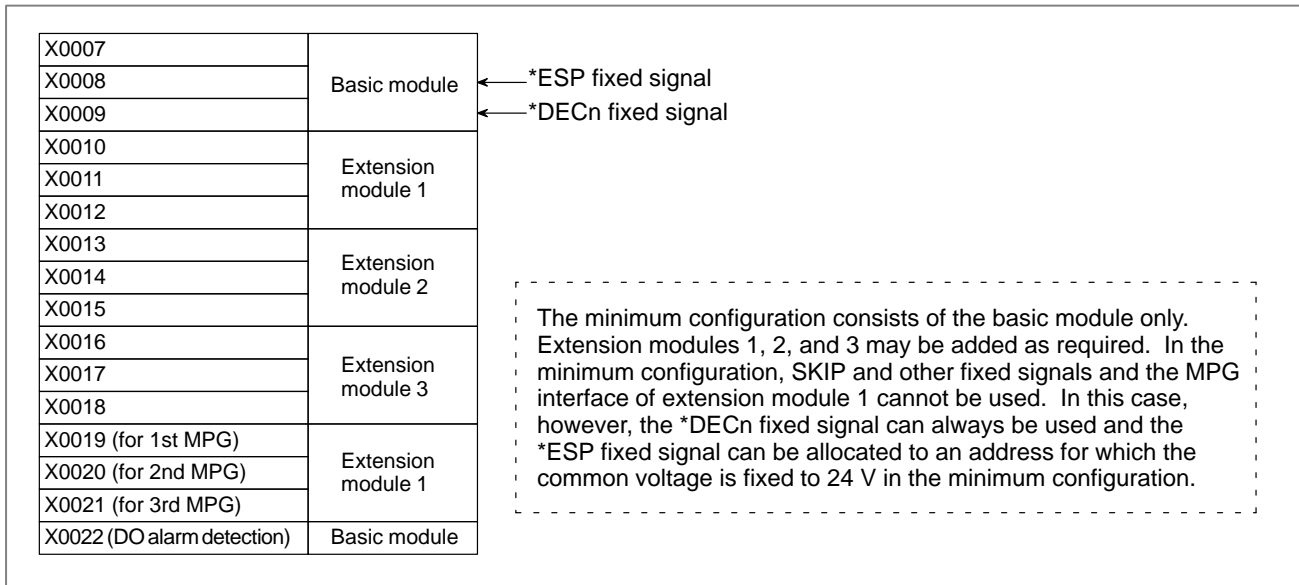 X0007
X0008
X0009
Basic module
*ESP fixed signal
*DECn fixed signal
X0010
X0011
X0012
Extension
module 1
X0013
X0014
X0015
Extension
module 2
X0016
X0017
X0018
Extension
module 3
X0019 (for 1st MPG)
X0020 (for 2nd MPG)
X0021 (for 3rd MPG)
Extension
module 1
X0022 (DO alarm detection)
Basic module
The minimum configuration consists of the basic module only.
Extension modules 1, 2, and 3 may be added as required. In the
minimum configuration, SKIP and other fixed signals and the MPG
interface of extension module 1 cannot be used. In this case,
however, the *DECn fixed signal can always be used and the
*ESP fixed signal can be allocated to an address for which the
common voltage is fixed to 24 V in the minimum configuration.